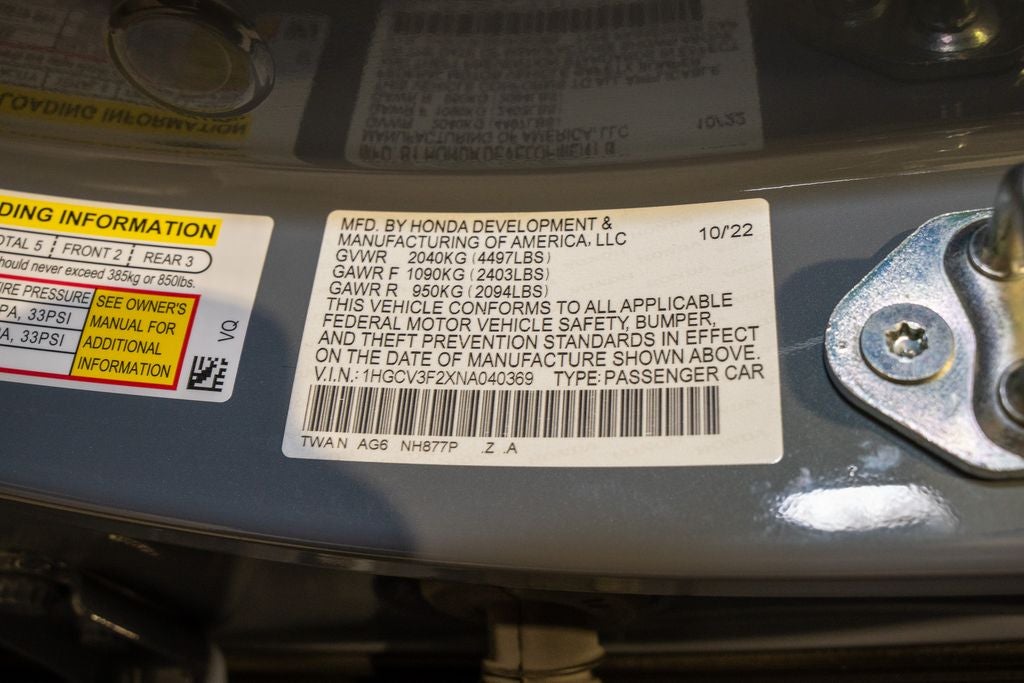 DING INFORMATION
OTAL 5 FRONT 2 REAR 3
hould never exceed 385kg or 850lbs.
IRE PRESSURE
PA, 33PSI
A, 33PSI
SEE OWNER'S
MANUAL FOR
ADDITIONAL
INFORMATION
VQ
MFD. BY HONDA DEVELOPMENT &
MANUFACTURING OF AMERICA, LLC 10/'22
GVWR 2040KG (4497LBS)
GAWR F 1090KG (2403LBS)
GAWR R 950KG (2094LBS)
THIS VEHICLE CONFORMS TO ALL APPLICABLE
FEDERAL MOTOR VEHICLE SAFETY, BUMPER,
AND THEFT PREVENTION STANDARDS IN EFFECT
ON THE DATE OF MANUFACTURE SHOWN ABOVE.
V.I.N.: 1HGCV3F2XNA040369 TYPE: PASSENGER CAR
TWAN AG6 NH877P .Z .A